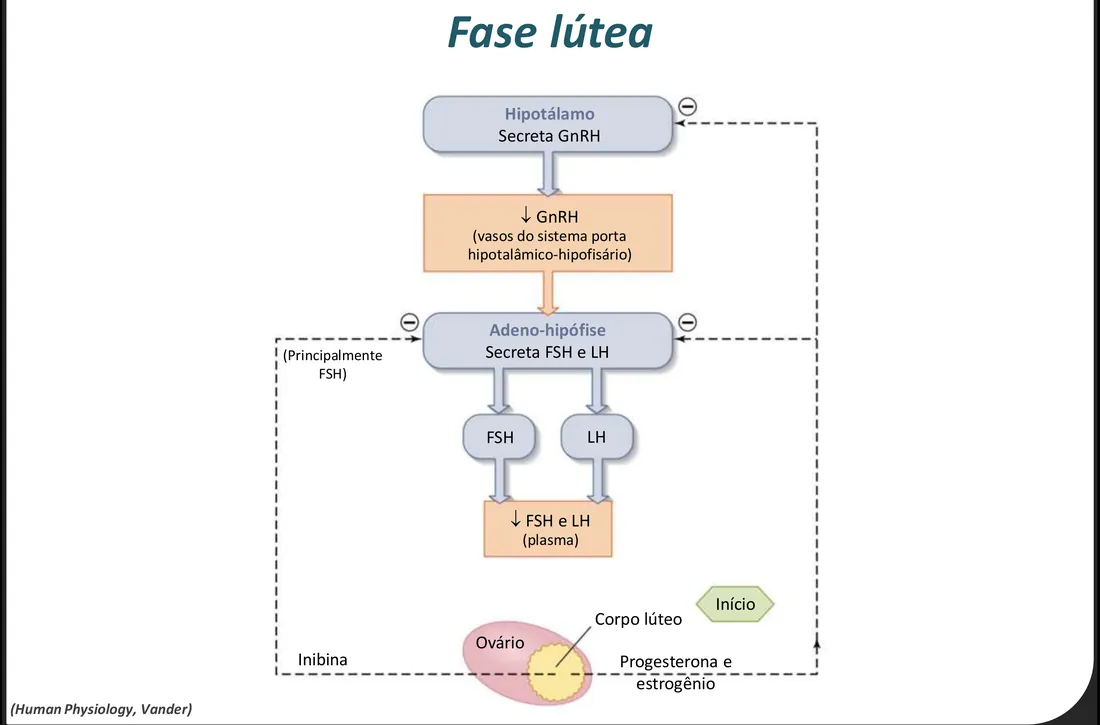 Fase lútea
Hipotálamo
Secreta GnRH
↓ GnRH
(vasos do sistema porta
hipotalâmico-hipofisário)
Adeno-hipófise
Secreta FSH e LH
(Principalmente
FSH)
FSH
LH
↓ FSH e LH
(plasma)
Início
Corpo lúteo
Ovário
Inibina
Progesterona e
estrogênio
(Human Physiology, Vander)